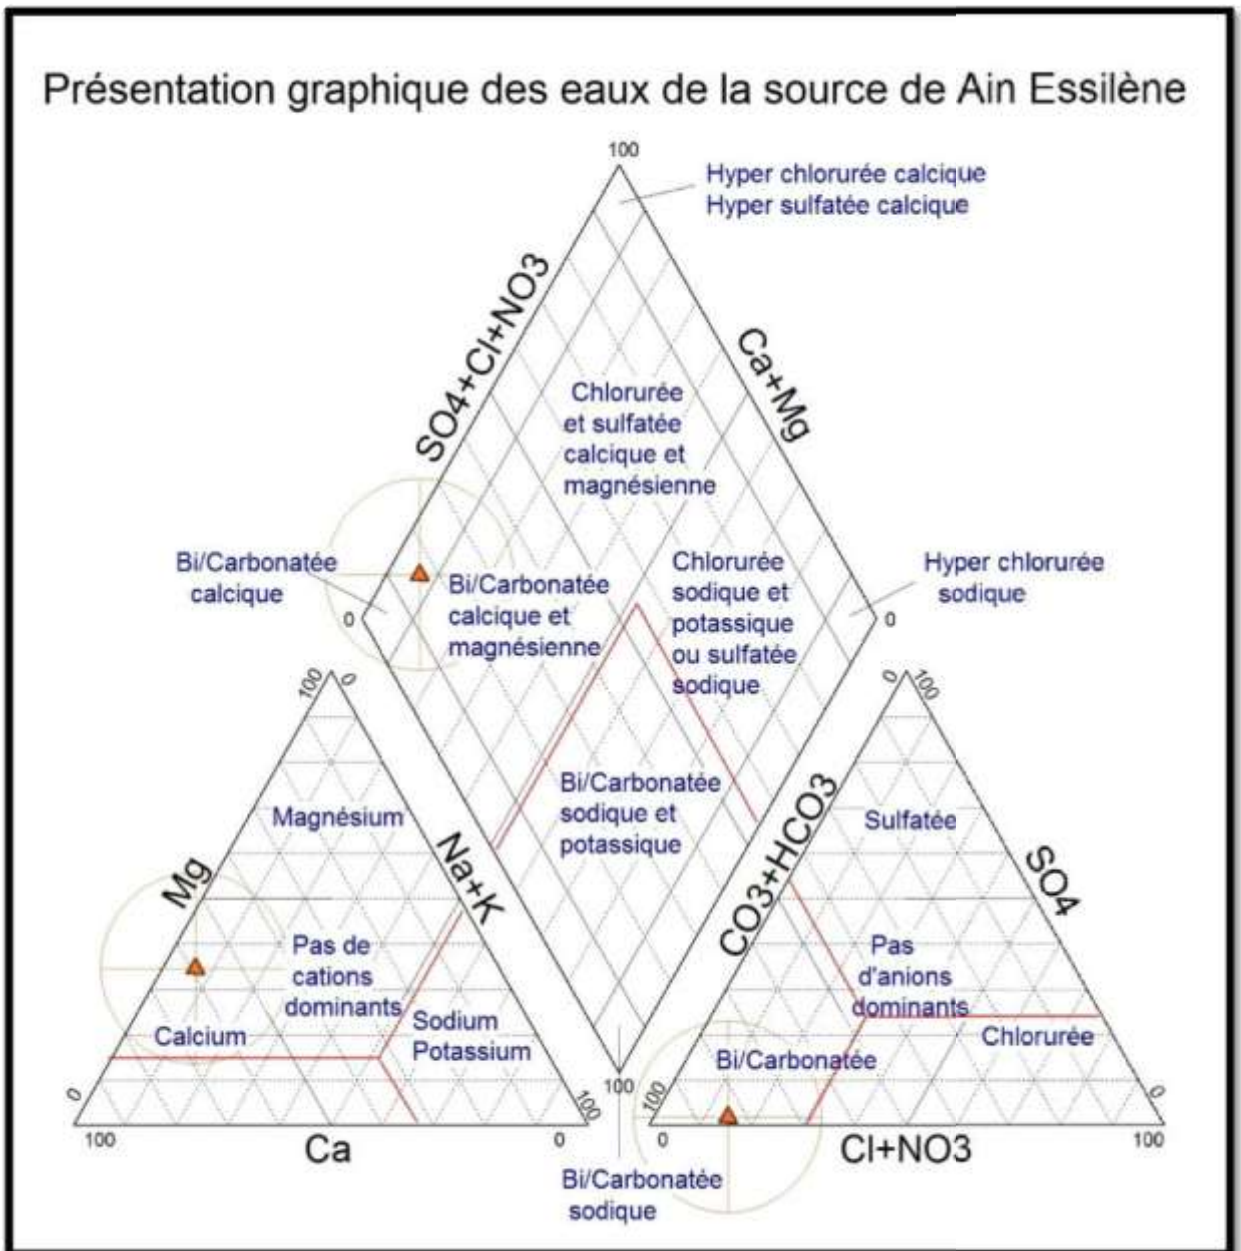 Présentation graphique des eaux de la source de Ain Essilène
100
Hyper chlorurée calcique
Hyper sulfatée calcique
SO4+Cl+NO3
Ca+Mg
Chlorurée
et sulfatée
calcique et
magnésienne
Bi/Carbonatée
calcique
0
Bi/Carbonatée
calcique et
magnésienne
Chlorurée
sodique et
potassique
ou sulfatée
sodique
Hyper chlorurée
sodique
0
Bi/Carbonatée
sodique et
potassique
100
Bi/Carbonatée
sodique
100
0
Magnésium
Mg
Na+K
Pas de
cations
dominants
Calcium
Sodium
Potassium
0
100
100
0
Ca
0
100
Sulfatée
CO3+HCO3
SO4
Pas
d'anions
dominants
Bi/Carbonatée
Chlorurée
100
0
0
100
Cl+NO3